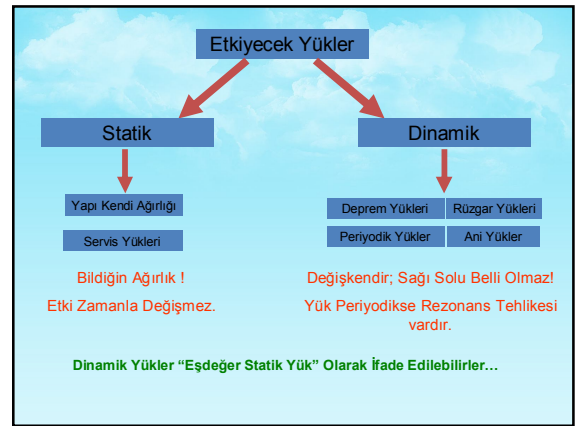 Etkiyecek Yükler
Statik
Dinamik
Yapı Kendi Ağırlığı
Servis Yükleri
Deprem Yükleri
Rüzgar Yükleri
Periyodik Yükler
Ani Yükler
Bildiğin Ağırlık !
Etki Zamanla Değişmez.
Değişkendir; Sağı Solu Belli Olmaz!
Yük Periyodikse Rezonans Tehlikesi
vardır.
Dinamik Yükler “Eşdeğer Statik Yük” Olarak İfade Edilebilirler…